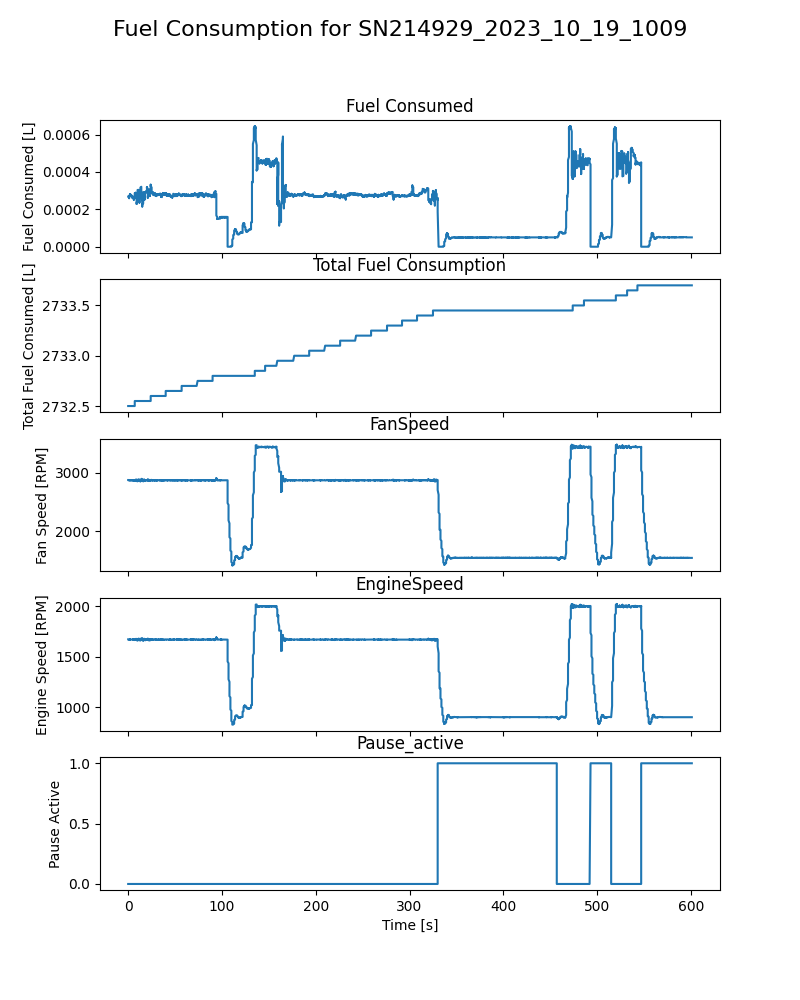 Fuel Consumption for SN214929_2023_10_19_1009
Fuel Consumed
Fuel Consumed [L]
0.0006
0.0004
0.0002
0.0000
Total Fuel Consumption
Total Fuel Consumed [L]
2733.5
2733.0
2732.5
FanSpeed
Fan Speed [RPM]
3000
2000
EngineSpeed
Engine Speed [RPM]
2000
1500
1000
Pause_active
Pause Active
1.0
0.5
0.0
0 100 200 300 400 500 600
Time [s]